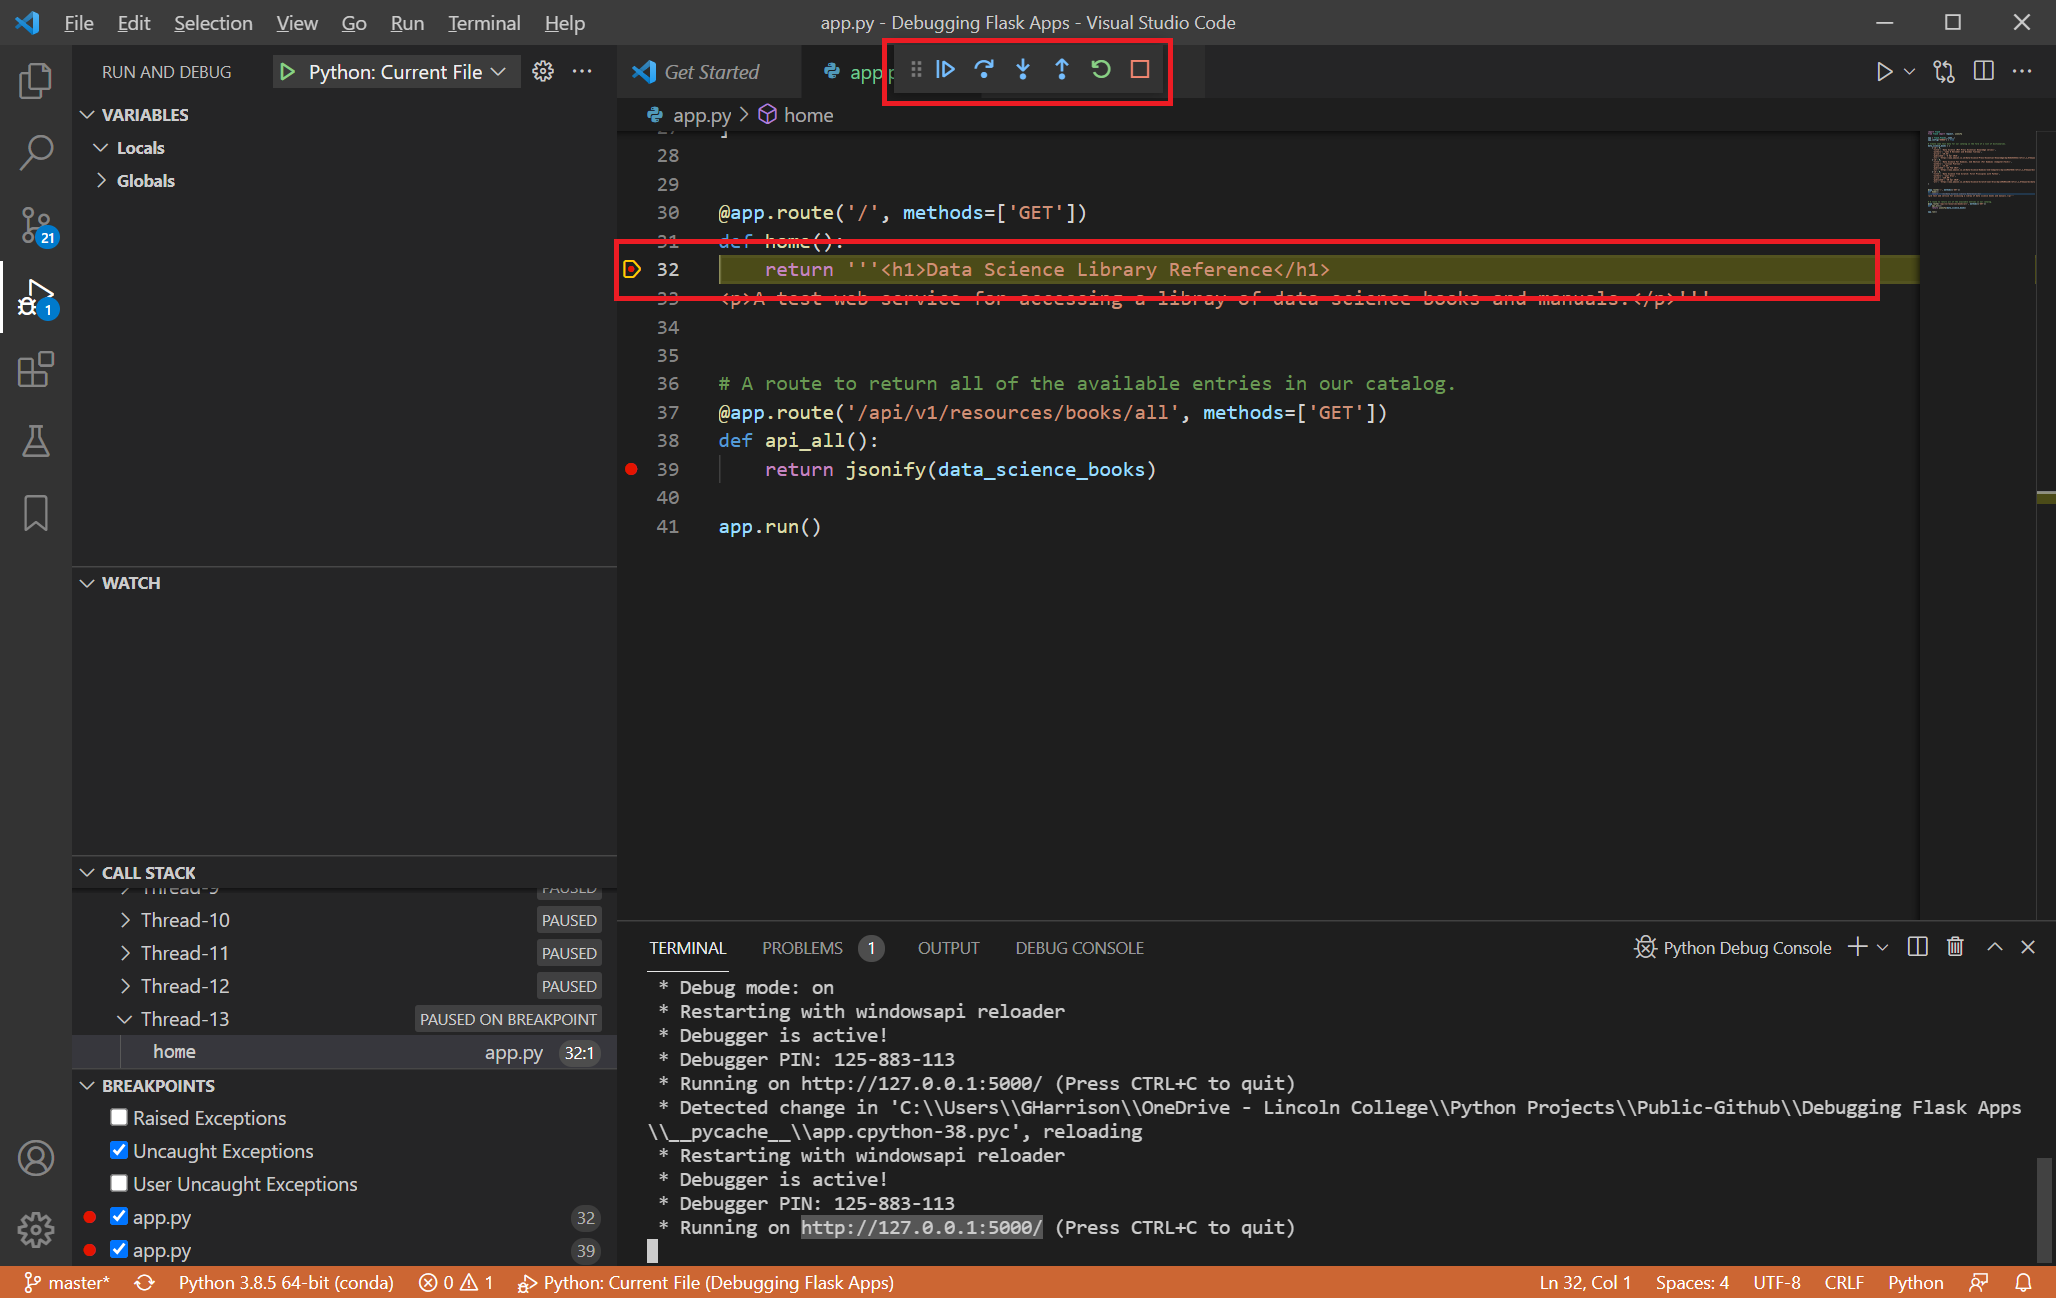 File Edit Selection View Go Run Terminal Help
app.py - Debugging Flask Apps - Visual Studio Code
RUN AND DEBUG
Python: Current File
Get Started
app.p
VARIABLES
Locals
Globals
app.py > home
28
29
30 @app.route('/', methods=['GET'])
31 def home():
32 return '''<h1>Data Science Library Reference</h1>
33 <p>A test web service for accessing a libray of data science books and manuals.</p>'''
34
35
36 # A route to return all of the available entries in our catalog.
37 @app.route('/api/v1/resources/books/all', methods=['GET'])
38 def api_all():
39 return jsonify(data_science_books)
40
41 app.run()
21
1
WATCH
CALL STACK
Thread-9 PAUSED
Thread-10 PAUSED
Thread-11 PAUSED
Thread-12 PAUSED
Thread-13 PAUSED ON BREAKPOINT
home app.py 32:1
BREAKPOINTS
Raised Exceptions
Uncaught Exceptions
User Uncaught Exceptions
app.py 32
app.py 39
TERMINAL PROBLEMS 1 OUTPUT DEBUG CONSOLE
Python Debug Console
* Debug mode: on
* Restarting with windowsapi reloader
* Debugger is active!
* Debugger PIN: 125-883-113
* Running on http://127.0.0.1:5000/ (Press CTRL+C to quit)
* Detected change in 'C:\\Users\\GHarrison\\OneDrive - Lincoln College\\Python Projects\\Public-Github\\Debugging Flask Apps
\\__pycache__\\app.cpython-38.pyc', reloading
* Restarting with windowsapi reloader
* Debugger is active!
* Debugger PIN: 125-883-113
* Running on http://127.0.0.1:5000/ (Press CTRL+C to quit)
master* Python 3.8.5 64-bit (conda) 0 1 Python: Current File (Debugging Flask Apps)
Ln 32, Col 1 Spaces: 4 UTF-8 CRLF Python